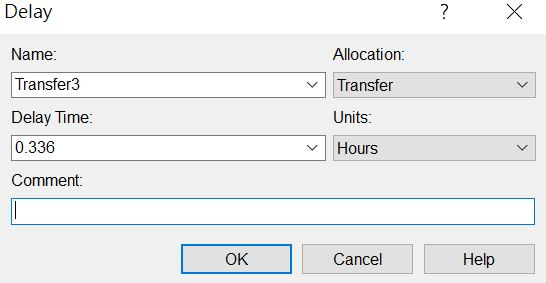 Delay ? ×
Name: Allocation:
Transfer3 Transfer
Delay Time: Units:
0.336 Hours
Comment:
OK Cancel Help